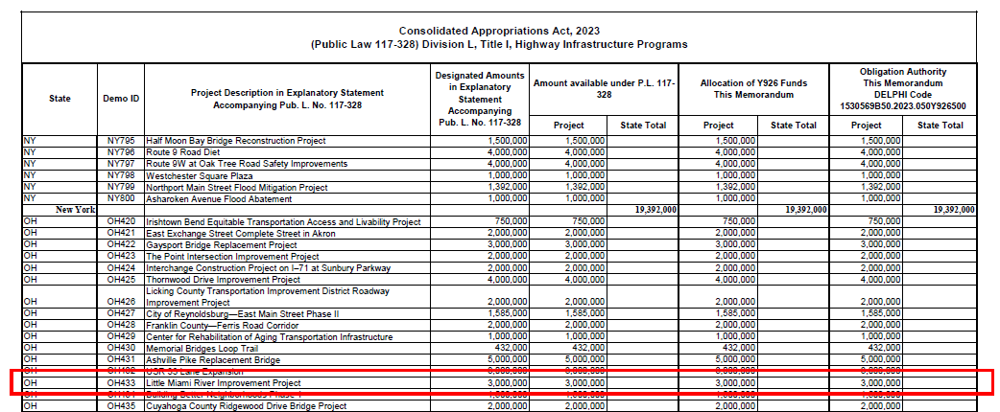 Consolidated Appropriations Act, 2023
(Public Law 117-328) Division L, Title I, Highway Infrastructure Programs
State Demo ID Project Description in Explanatory Statement Accompanying Pub. L. No. 117-328 Designated Amounts in Explanatory Statement Accompanying Pub. L. No. 117-328 Amount available under P.L. 117-328 Allocation of Y926 Funds This Memorandum Obligation Authority This Memorandum DELPHI Code 1530569B50.2023.050Y926500
Project State Total Project State Total Project State Total
NY NY795 Half Moon Bay Bridge Reconstruction Project 1,500,000 1,500,000 1,500,000 1,500,000
NY NY796 Route 9 Road Diet 4,000,000 4,000,000 4,000,000 4,000,000
NY NY797 Route 9W at Oak Tree Road Safety Improvements 4,000,000 4,000,000 4,000,000 4,000,000
NY NY798 Westchester Square Plaza 1,000,000 1,000,000 1,000,000 1,000,000
NY NY799 Northport Main Street Flood Mitigation Project 1,392,000 1,392,000 1,392,000 1,392,000
NY NY800 Asharoken Avenue Flood Abatement 1,000,000 1,000,000 1,000,000 1,000,000
New York 19,392,000 19,392,000 19,392,000
OH OH420 Irishtown Bend Equitable Transportation Access and Livability Project 750,000 750,000 750,000 750,000
OH OH421 East Exchange Street Complete Street in Akron 2,000,000 2,000,000 2,000,000 2,000,000
OH OH422 Gaysport Bridge Replacement Project 3,000,000 3,000,000 3,000,000 3,000,000
OH OH423 The Point Intersection Improvement Project 2,000,000 2,000,000 2,000,000 2,000,000
OH OH424 Interchange Construction Project on I–71 at Sunbury Parkway 2,000,000 2,000,000 2,000,000 2,000,000
OH OH425 Thornwood Drive Improvement Project 4,000,000 4,000,000 4,000,000 4,000,000
OH OH426 Licking County Transportation Improvement District Roadway Improvement Project 2,000,000 2,000,000 2,000,000 2,000,000
OH OH427 City of Reynoldsburg—East Main Street Phase II 1,585,000 1,585,000 1,585,000 1,585,000
OH OH428 Franklin County—Ferris Road Corridor 2,000,000 2,000,000 2,000,000 2,000,000
OH OH429 Center for Rehabilitation of Aging Transportation Infrastructure 1,000,000 1,000,000 1,000,000 1,000,000
OH OH430 Memorial Bridges Loop Trail 432,000 432,000 432,000 432,000
OH OH431 Ashville Pike Replacement Bridge 5,000,000 5,000,000 5,000,000 5,000,000
OH OH432 USR 33 Lane Expansion
OH OH433 Little Miami River Improvement Project 3,000,000 3,000,000 3,000,000 3,000,000
OH OH434 Building Better Neighborhoods Phase
OH OH435 Cuyahoga County Ridgewood Drive Bridge Project 2,000,000 2,000,000 2,000,000 2,000,000